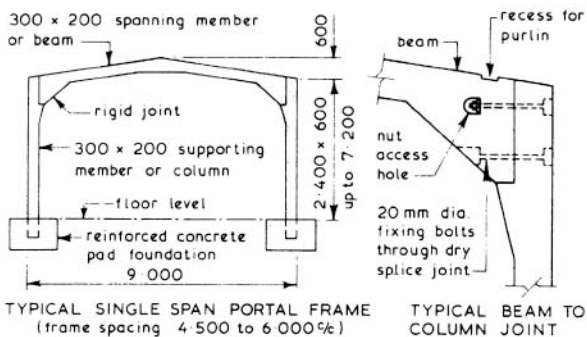 300 × 200 spanning member
or beam
rigid joint
300 × 200 supporting
member or column
floor level
reinforced concrete
pad foundation
9·000
600
2·400 × 600
up to 7·200
TYPICAL SINGLE SPAN PORTAL FRAME
(frame spacing 4·500 to 6·000 c/c)
recess for
purlin
beam
nut
access
hole
20mm dia.
fixing bolts
through dry
splice joint
TYPICAL BEAM TO
COLUMN JOINT